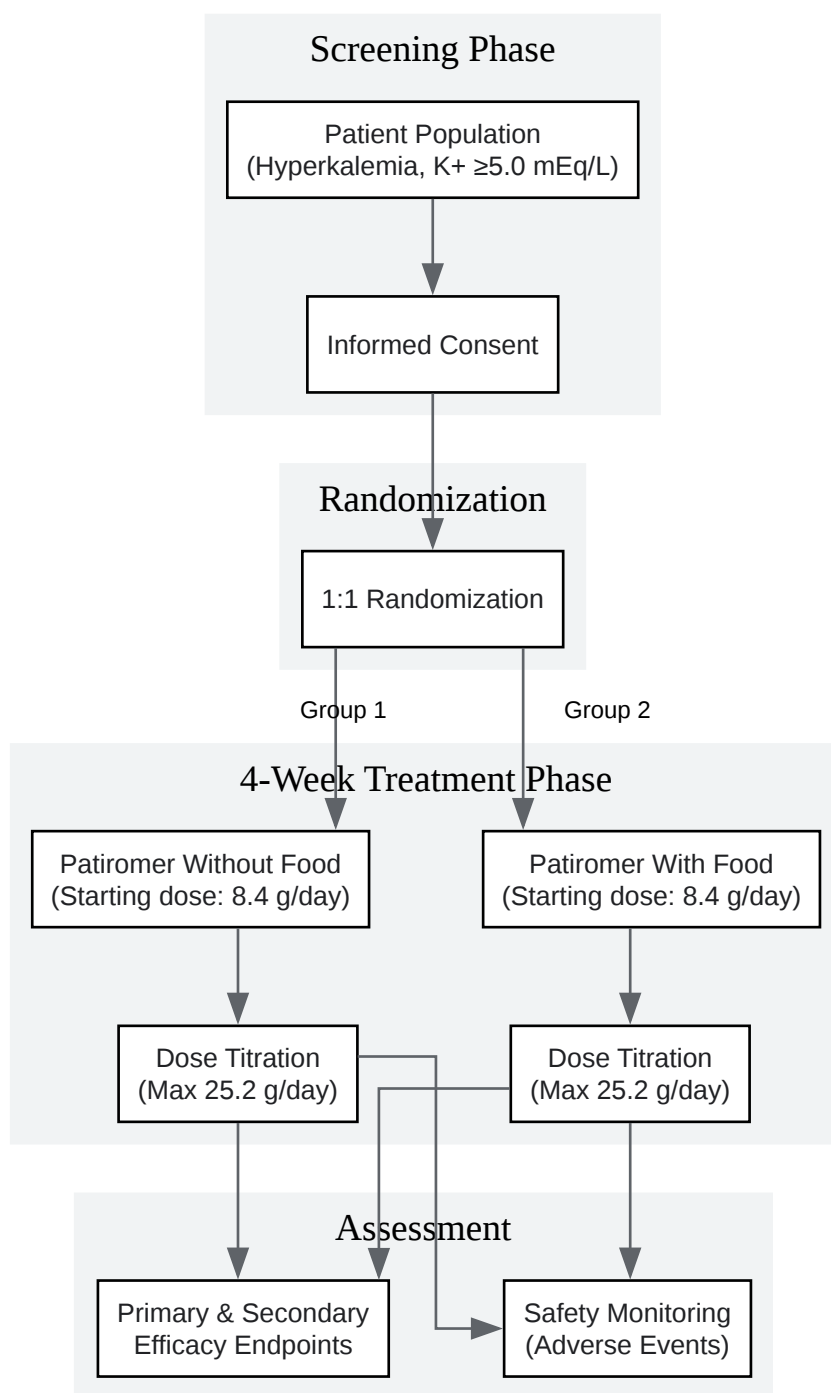 Screening Phase
Patient Population
(Hyperkalemia, K+ ≥5.0 mEq/L)
Informed Consent
Randomization
1:1 Randomization
Group 1
Group 2
4-Week Treatment Phase
Patiromer Without Food
(Starting dose: 8.4 g/day)
Patiromer With Food
(Starting dose: 8.4 g/day)
Dose Titration
(Max 25.2 g/day)
Dose Titration
(Max 25.2 g/day)
Assessment
Primary & Secondary
Efficacy Endpoints
Safety Monitoring
(Adverse Events)